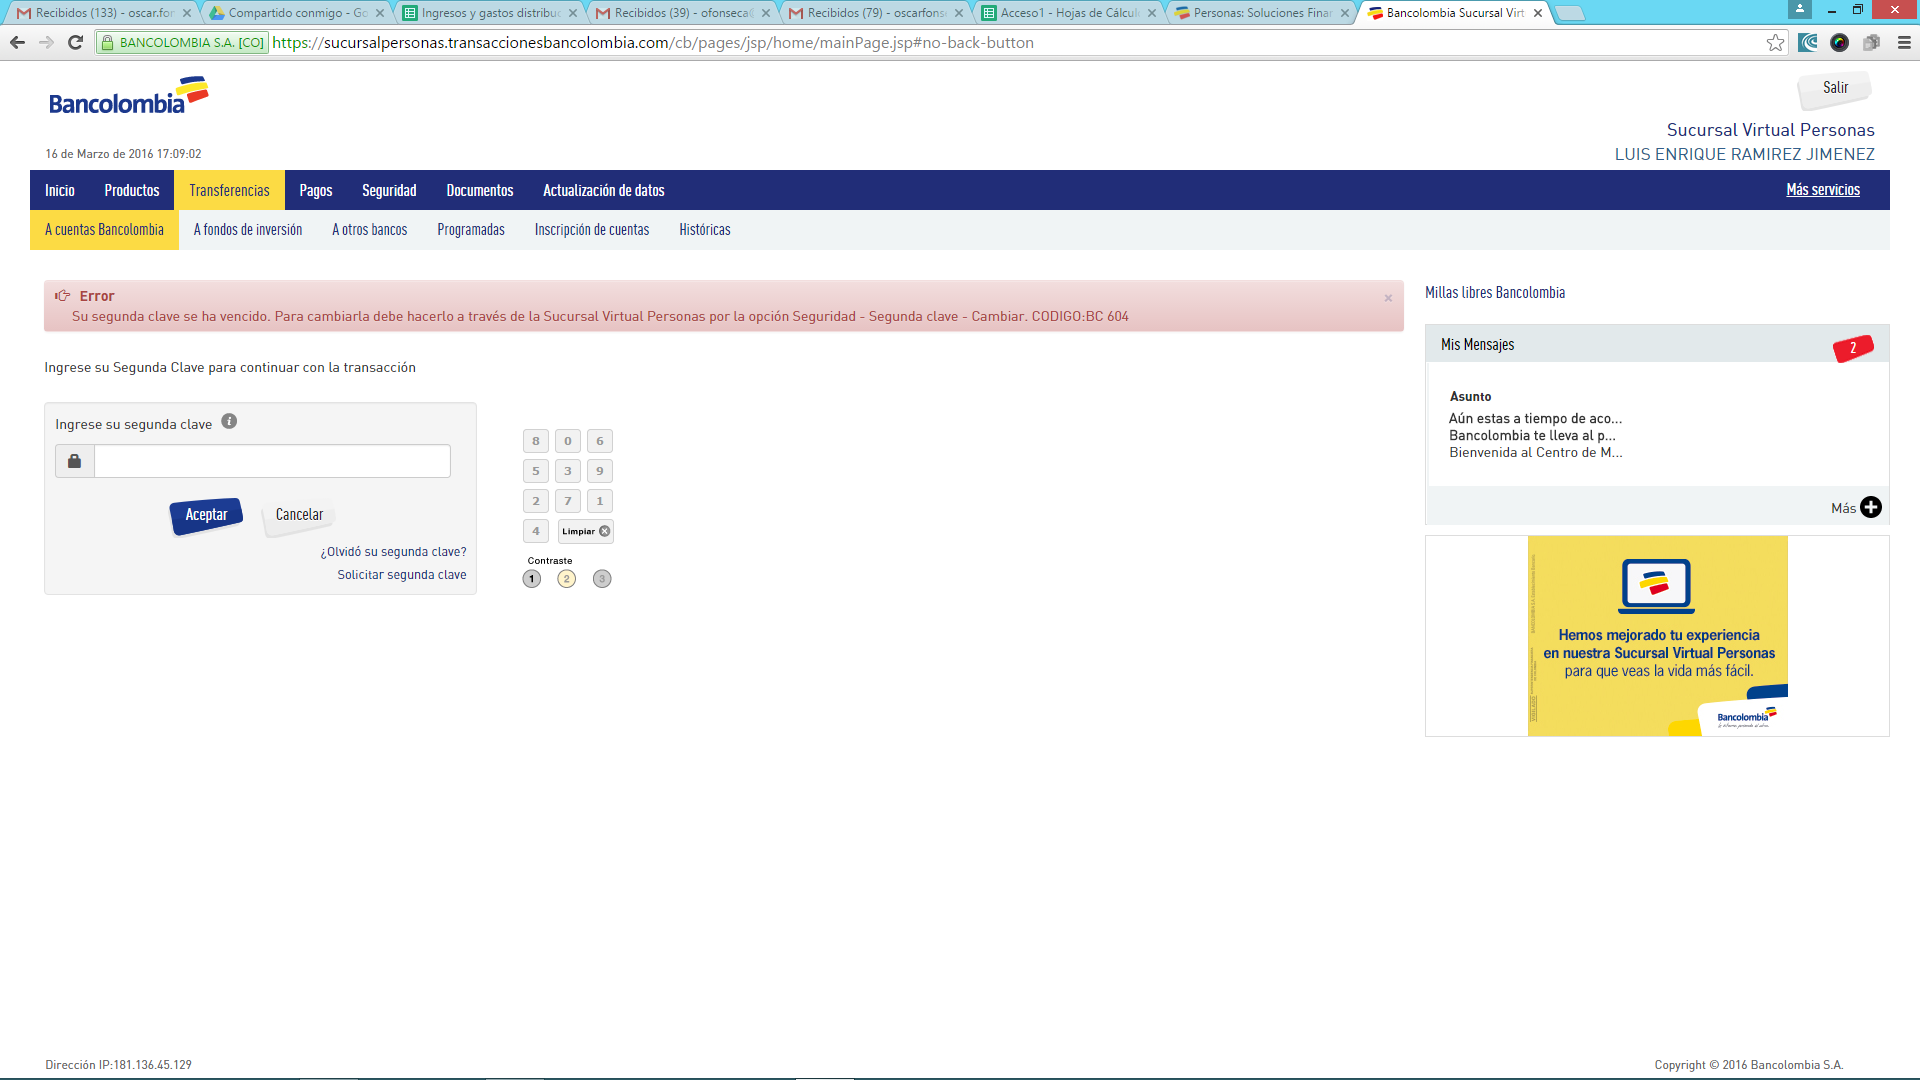 Recibidos (133) - oscar.for
Compartido conmigo - Go
Ingresos y gastos distribuc
Recibidos (39) - ofonseca@
Recibidos (79) - oscarfons
Acceso1 - Hojas de Cálcul
Personas: Soluciones Finan
Bancolombia Sucursal Virt
BANCOLOMBIA S.A. [CO]
https://sucursalpersonas.transaccionesbancolombia.com/cb/pages/jsp/home/mainPage.jsp#no-back-button
Bancolombia
Salir
Sucursal Virtual Personas
16 de Marzo de 2016 17:09:02
LUIS ENRIQUE RAMIREZ JIMENEZ
Inicio Productos Transferencias Pagos Seguridad Documentos Actualización de datos Más servicios
A cuentas Bancolombia A fondos de inversión A otros bancos Programadas Inscripción de cuentas Históricas
Error
Su segunda clave se ha vencido. Para cambiarla debe hacerlo a través de la Sucursal Virtual Personas por la opción Seguridad - Segunda clave - Cambiar. CODIGO:BC 604
Ingrese su Segunda Clave para continuar con la transacción
Ingrese su segunda clave
Aceptar Cancelar
¿Olvidó su segunda clave?
Solicitar segunda clave
8 0 6
5 3 9
2 7 1
4 Limpiar
Contraste
1 2 3
Millas libres Bancolombia
Mis Mensajes 2
Asunto
Aún estas a tiempo de aco...
Bancolombia te lleva al p...
Bienvenida al Centro de M...
Más
Hemos mejorado tu experiencia
en nuestra Sucursal Virtual Personas
para que veas la vida más fácil.
Bancolombia
Dirección IP:181.136.45.129
Copyright © 2016 Bancolombia S.A.